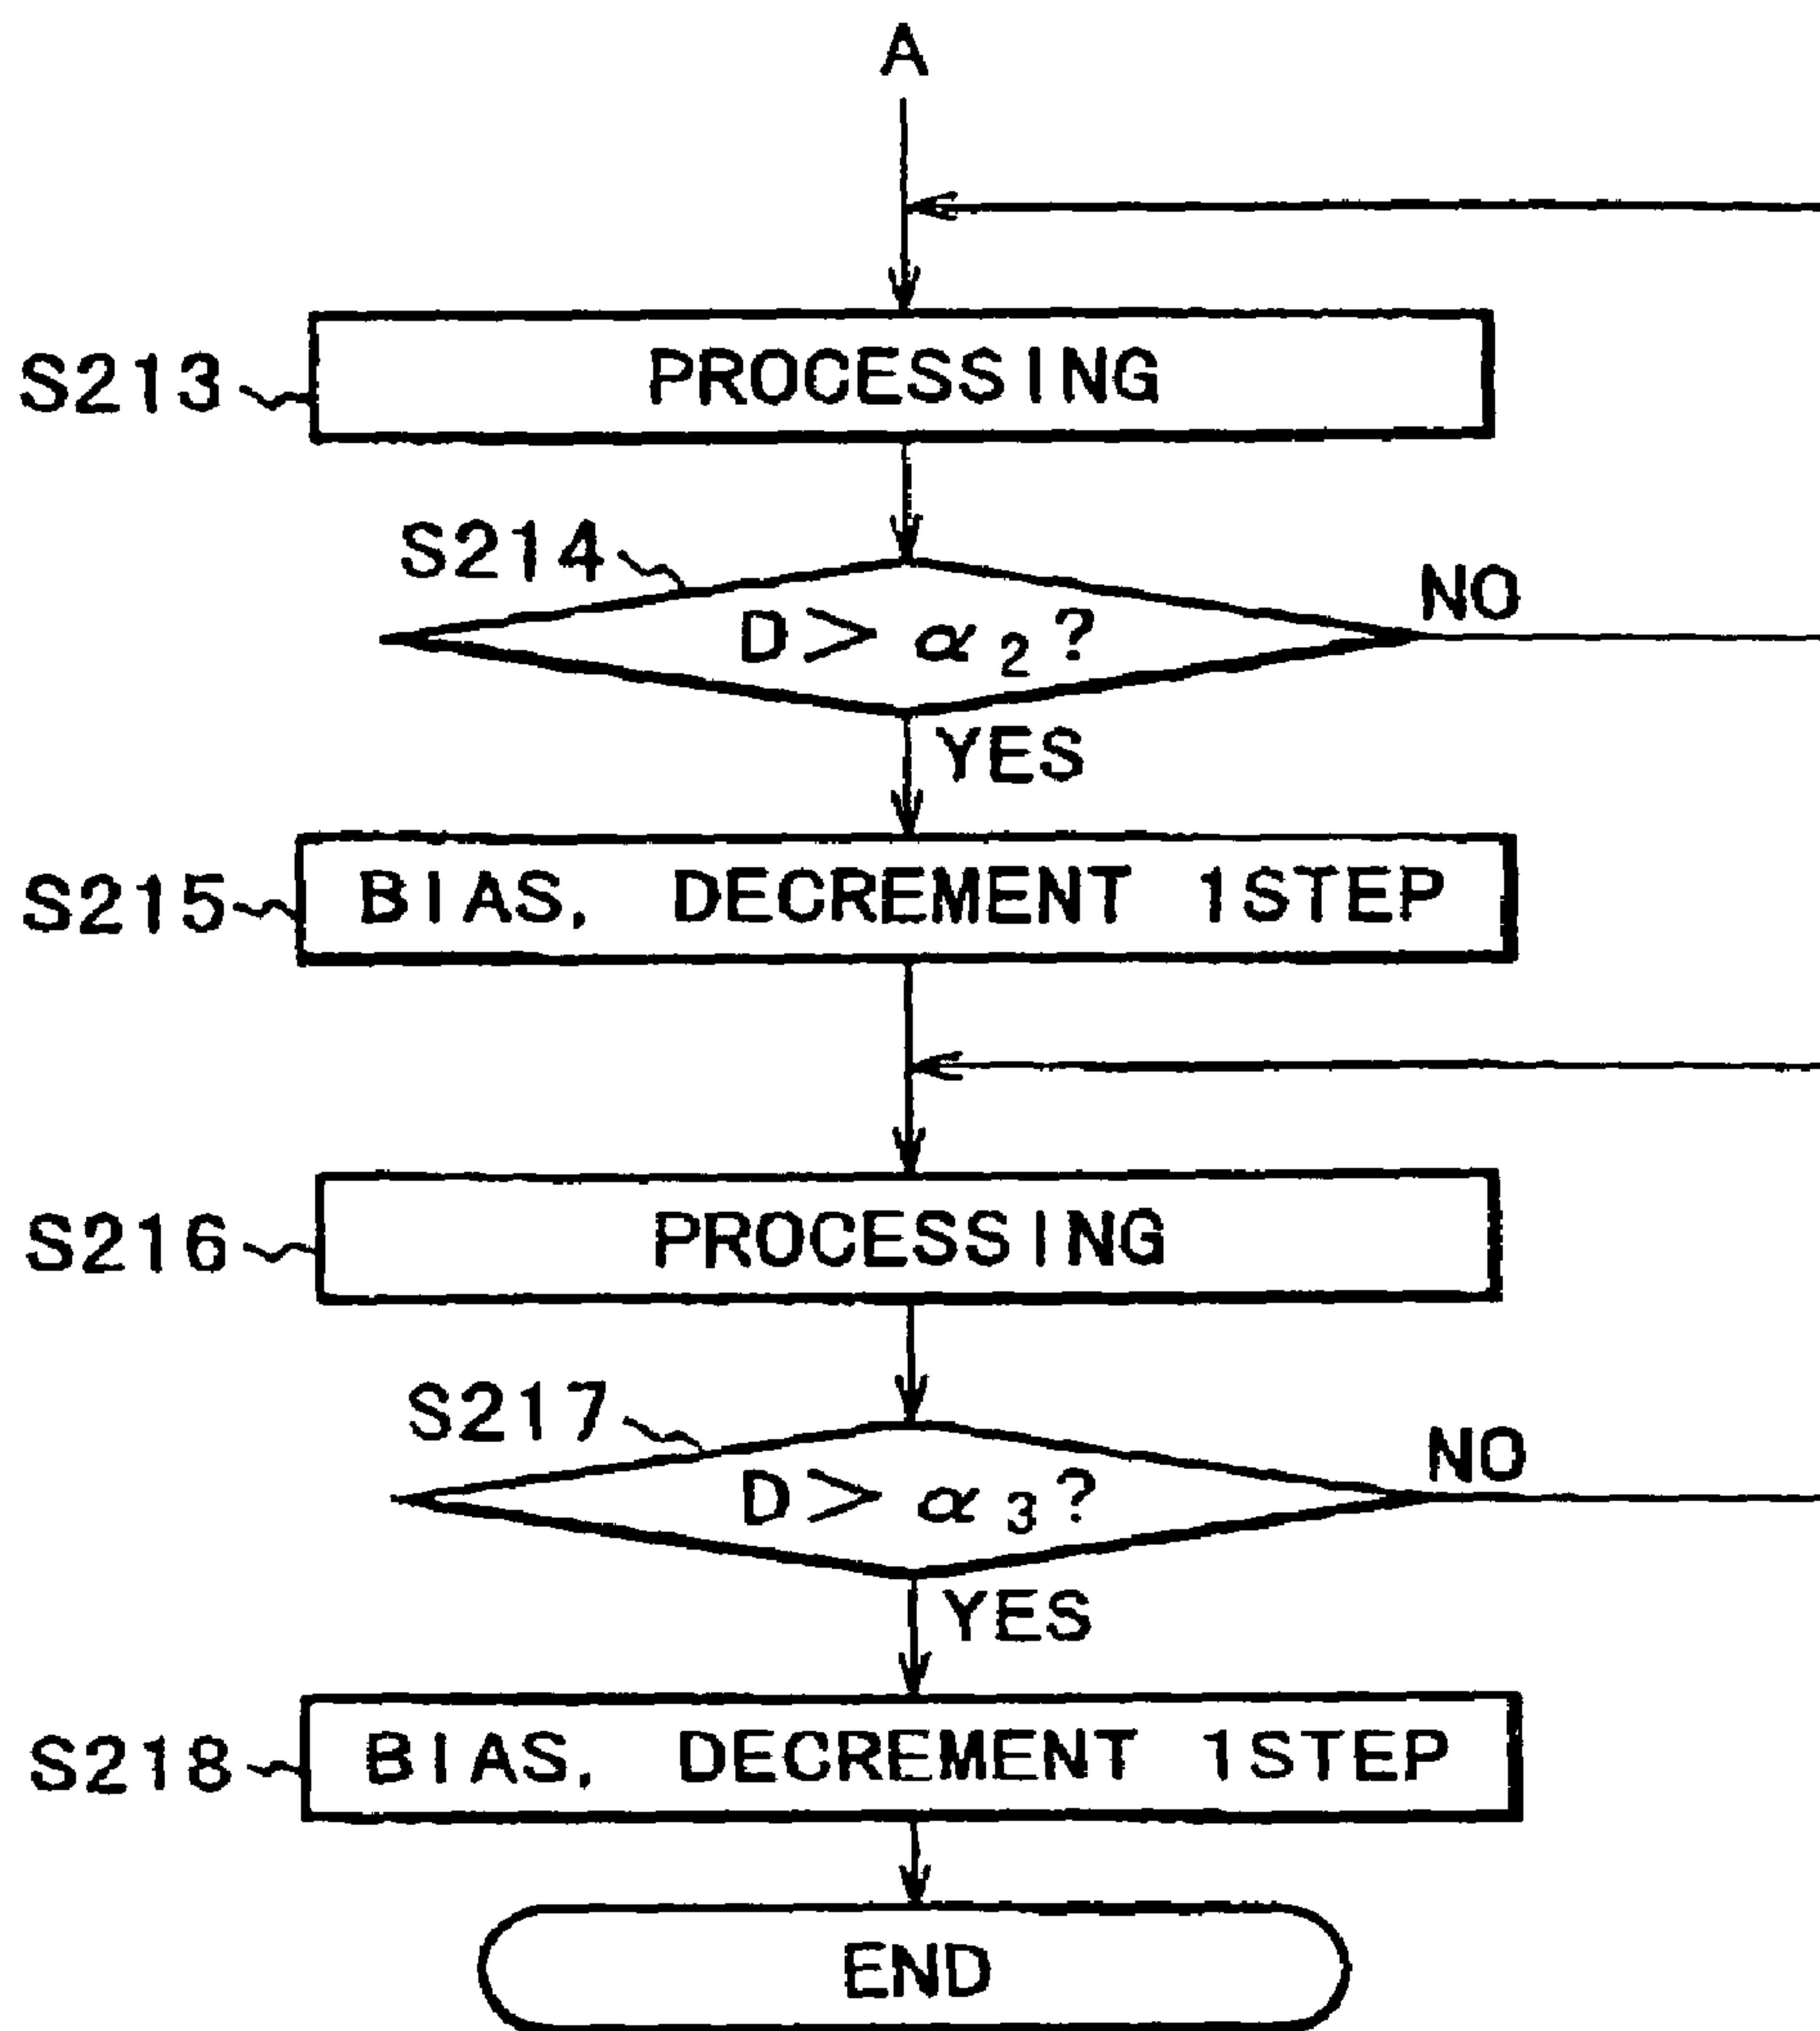 A
S213
PROCESSING
S214
D> α₂?
NO
YES
S215
BIAS, DECREMENT 1STEP
S216
PROCESSING
S217
D> α₃?
NO
YES
S218
BIAS, DECREMENT 1STEP
END